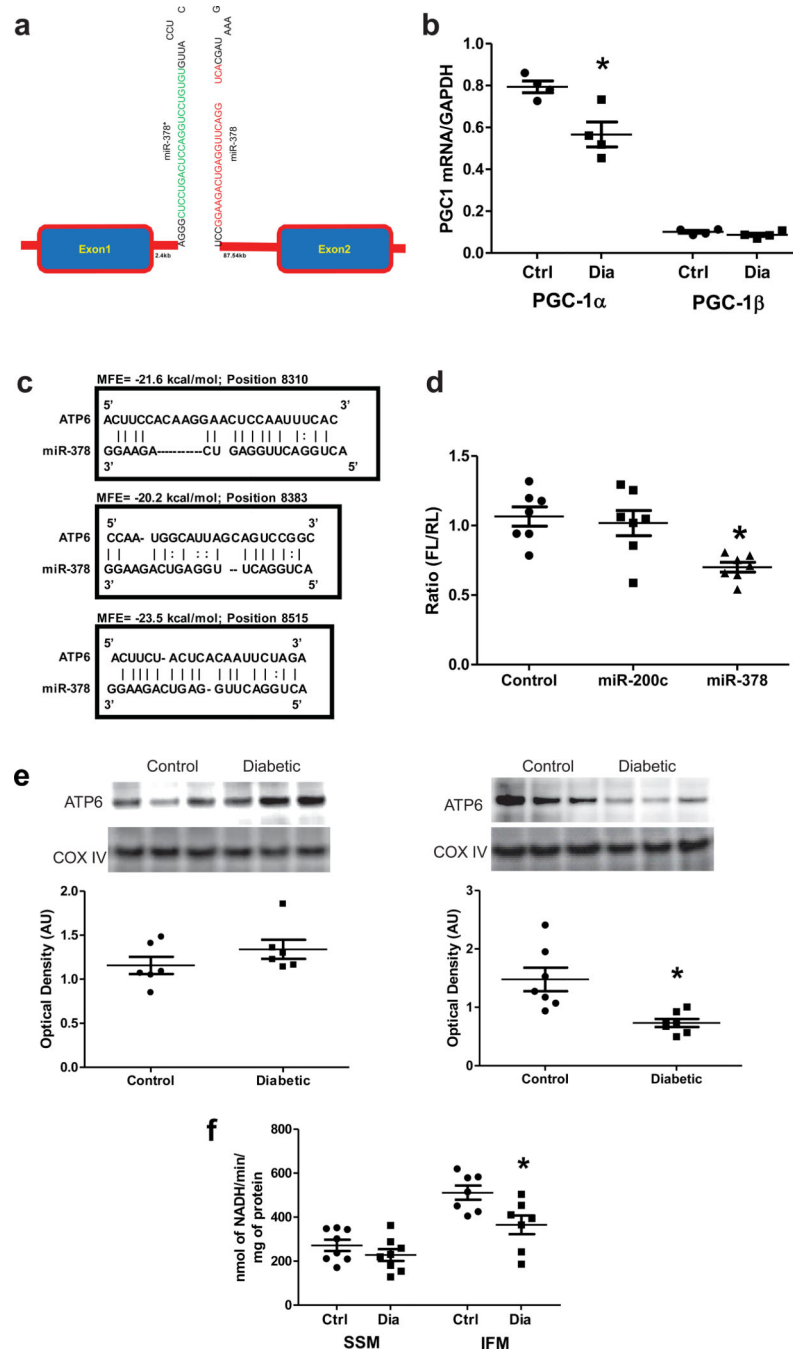 a
CCU
C
G
AAA
GUUA
ACGAU
miR-378*
AGGGCUCCUGACUCCAGGUCCUGUGU
UCCGGAAGACUGAGGUUCAGG UCA
miR-378
Exon1
2.4kb
87.54kb
Exon2
b
PGC1 mRNA/GAPDH
1.0
0.8
0.6
0.4
0.2
0.0
*
Ctrl Dia Ctrl Dia
PGC-1α PGC-1β
c
MFE= -21.6 kcal/mol; Position 8310
5’ 3’
ATP6 ACUUCCACAAGGAACUCCAAUUUCAC
miR-378 GGAAGA-----------CU GAGGUUCAGGUCA
3’ 5’
MFE= -20.2 kcal/mol; Position 8383
5’ 3’
ATP6 CCAA- UGGCAUUAGCAGUCCGGC
miR-378 GGAAGACUGAGGU -- UCAGGUCA
3’ 5’
MFE= -23.5 kcal/mol; Position 8515
5’ 3’
ATP6 ACUUCU- ACUCACAAUUCUAGA
miR-378 GGAAGACUGAG- GUUCAGGUCA
3’ 5’
d
Ratio (FL/RL)
1.5
1.0
0.5
0.0
*
Control miR-200c miR-378
e
Control Diabetic
ATP6
COX IV
Optical Density (AU)
2.0
1.5
1.0
0.5
0.0
Control Diabetic
Control Diabetic
ATP6
COX IV
Optical Density (AU)
3
2
1
0
*
Control Diabetic
f
nmol of NADH/min/
mg of protein
800
600
400
200
0
*
Ctrl Dia Ctrl Dia
SSM IFM